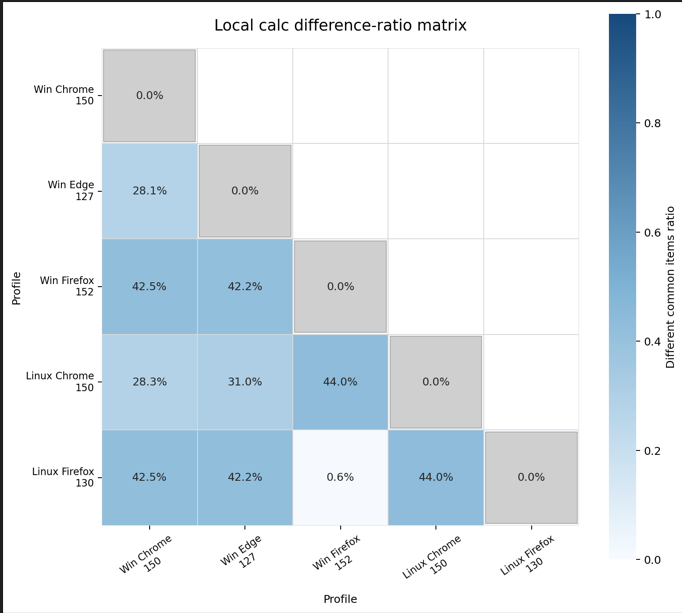 Local calc difference-ratio matrix
1.0
Win Chrome
150
0.0%
0.8
Win Edge
127
28.1%
0.0%
0.6
Profile
Win Firefox
152
42.5%
42.2%
0.0%
Different common items ratio
0.4
Linux Chrome
150
28.3%
31.0%
44.0%
0.0%
0.2
Linux Firefox
130
42.5%
42.2%
0.6%
44.0%
0.0%
0.0
Win Chrome
150
Win Edge
127
Win Firefox
152
Linux Chrome
150
Linux Firefox
130
Profile